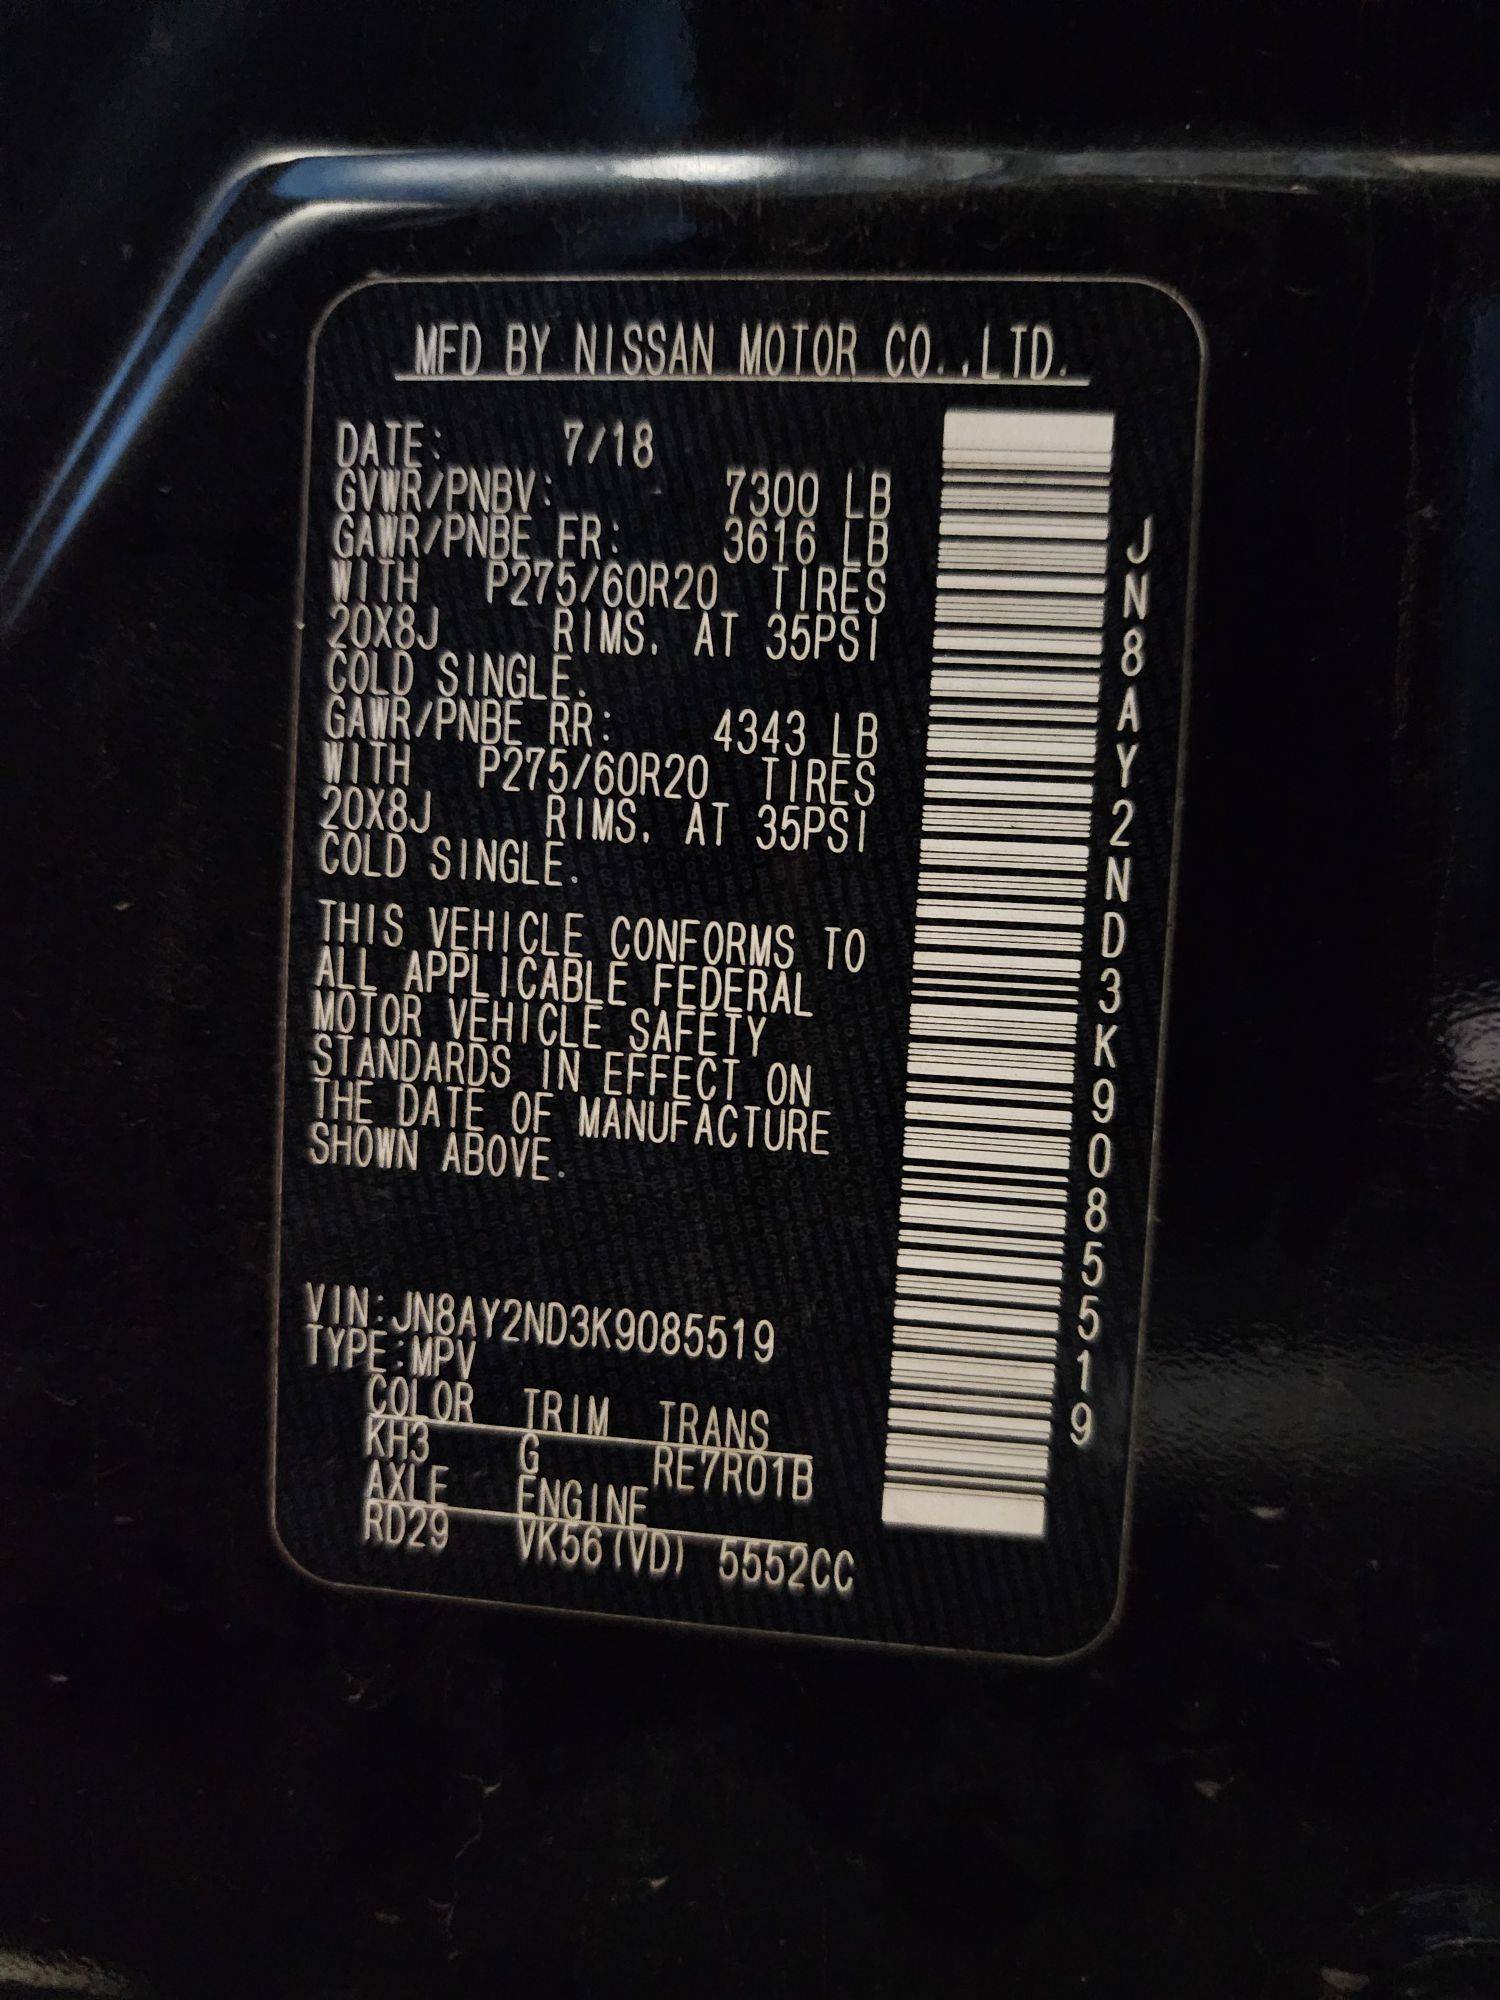 MFD BY NISSAN MOTOR CO.,LTD.
DATE: 7/18
GVWR/PNBV: 7300 LB
GAWR/PNBE FR: 3616 LB
WITH P275/60R20 TIRES
20X8J RIMS. AT 35PSI
COLD SINGLE.
GAWR/PNBE RR: 4343 LB
WITH P275/60R20 TIRES
20X8J RIMS. AT 35PSI
COLD SINGLE.
THIS VEHICLE CONFORMS TO
ALL APPLICABLE FEDERAL
MOTOR VEHICLE SAFETY
STANDARDS IN EFFECT ON
THE DATE OF MANUFACTURE
SHOWN ABOVE.
VIN:JN8AY2ND3K9085519
TYPE:MPV
COLOR TRIM TRANS
KH3 G RE7R01B
AXLE ENGINE
RD29 VK56(VD) 5552CC
JN8AY2ND3K9085519